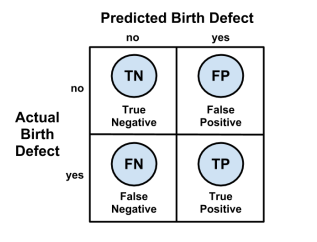 Predicted Birth Defect
no yes
no TN FP
True Negative False Positive
Actual Birth Defect
yes FN TP
False Negative True Positive